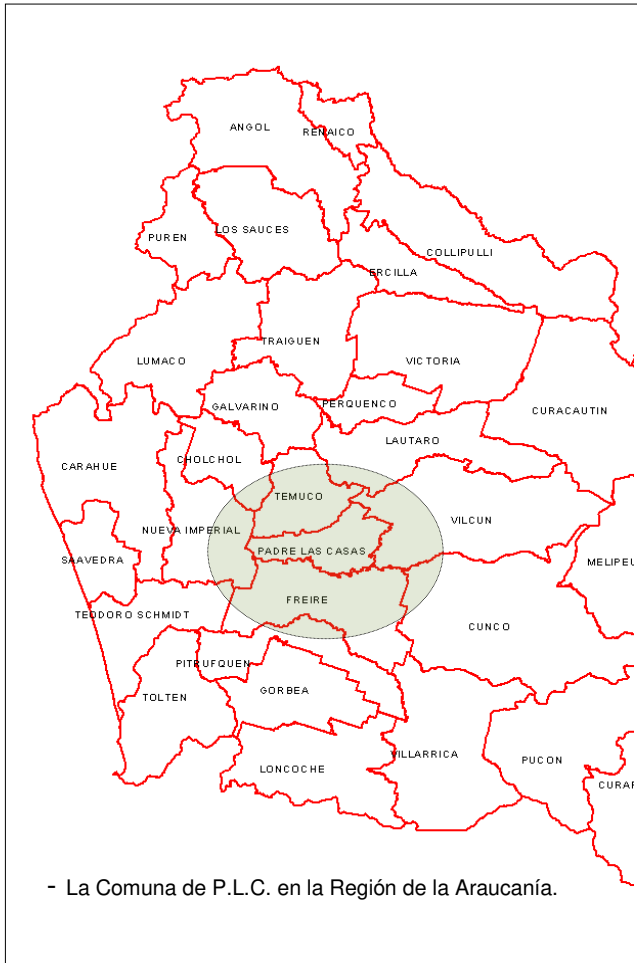 ANGOL
RENAICO
PUREN
LOS SAUCES
COLLIPULLI
ERCILLA
TRAIGUEN
LUMACO
VICTORIA
GALVARINO
PERQUENCO
CURACAUTIN
LAUTARO
CARAHUE
CHOLCHOL
TEMUCO
VILCUN
NUEVA IMPERIAL
PADRE LAS CASAS
SAAVEDRA
MELIPEU
FREIRE
TEODORO SCHMIDT
CUNCO
PITRUFQUEN
TOLTEN
GORBEA
VILLARRICA
PUCON
LONCOCHE
CURAR
- La Comuna de P.L.C. en la Región de la Araucanía.